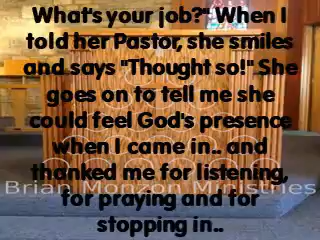 What's your job?" When I
told her Pastor, she smiles
and says "Thought so!" She
goes on to tell me she
could feel God's presence
when I came in.. and
thanked me for listening,
Brian Monzon Ministries
for praying and for
stopping in..